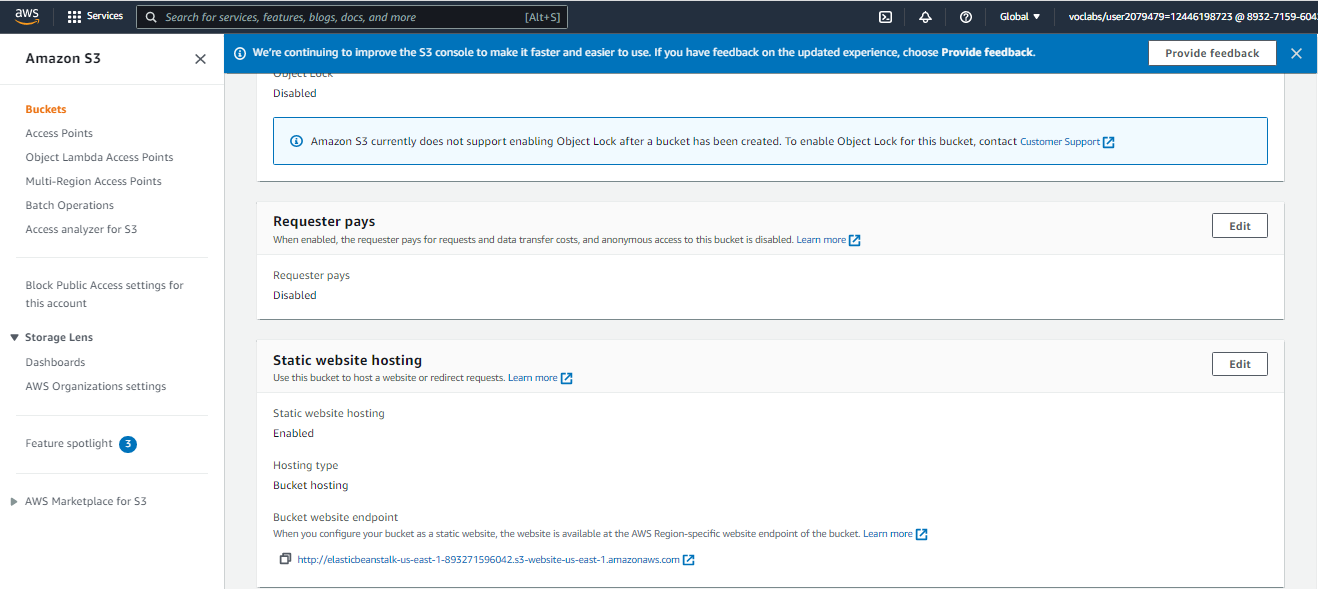 aws
Services
Search for services, features, blogs, docs, and more
[Alt+S]
Global
voclabs/user2079479=12446198723 @ 8932-7159-604
Amazon S3
We're continuing to improve the S3 console to make it faster and easier to use. If you have feedback on the updated experience, choose Provide feedback.
Provide feedback
Buckets
Access Points
Object Lambda Access Points
Multi-Region Access Points
Batch Operations
Access analyzer for S3
Block Public Access settings for
this account
Storage Lens
Dashboards
AWS Organizations settings
Feature spotlight 3
AWS Marketplace for S3
Object Lock
Disabled
Amazon S3 currently does not support enabling Object Lock after a bucket has been created. To enable Object Lock for this bucket, contact Customer Support
Requester pays
Edit
When enabled, the requester pays for requests and data transfer costs, and anonymous access to this bucket is disabled. Learn more
Requester pays
Disabled
Static website hosting
Edit
Use this bucket to host a website or redirect requests. Learn more
Static website hosting
Enabled
Hosting type
Bucket hosting
Bucket website endpoint
When you configure your bucket as a static website, the website is available at the AWS Region-specific website endpoint of the bucket. Learn more
http://elasticbeanstalk-us-east-1-893271596042.s3-website-us-east-1.amazonaws.com